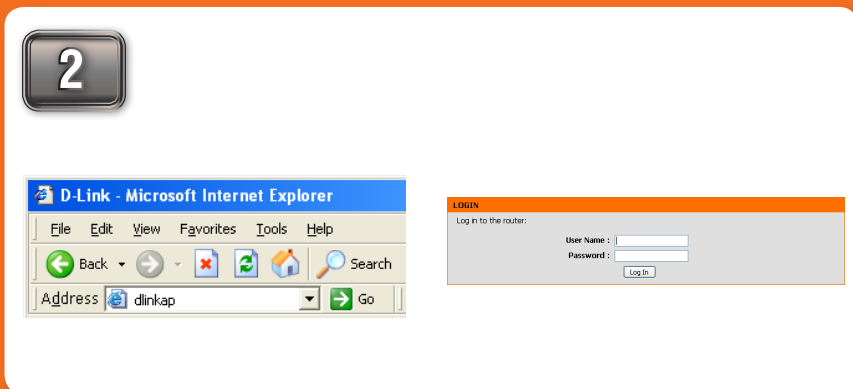 2
D-Link - Microsoft Internet Explorer
File Edit View Favorites Tools Help
Back Search
Address dlinkap Go
LOGIN
Log in to the router:
User Name :
Password :
Log In